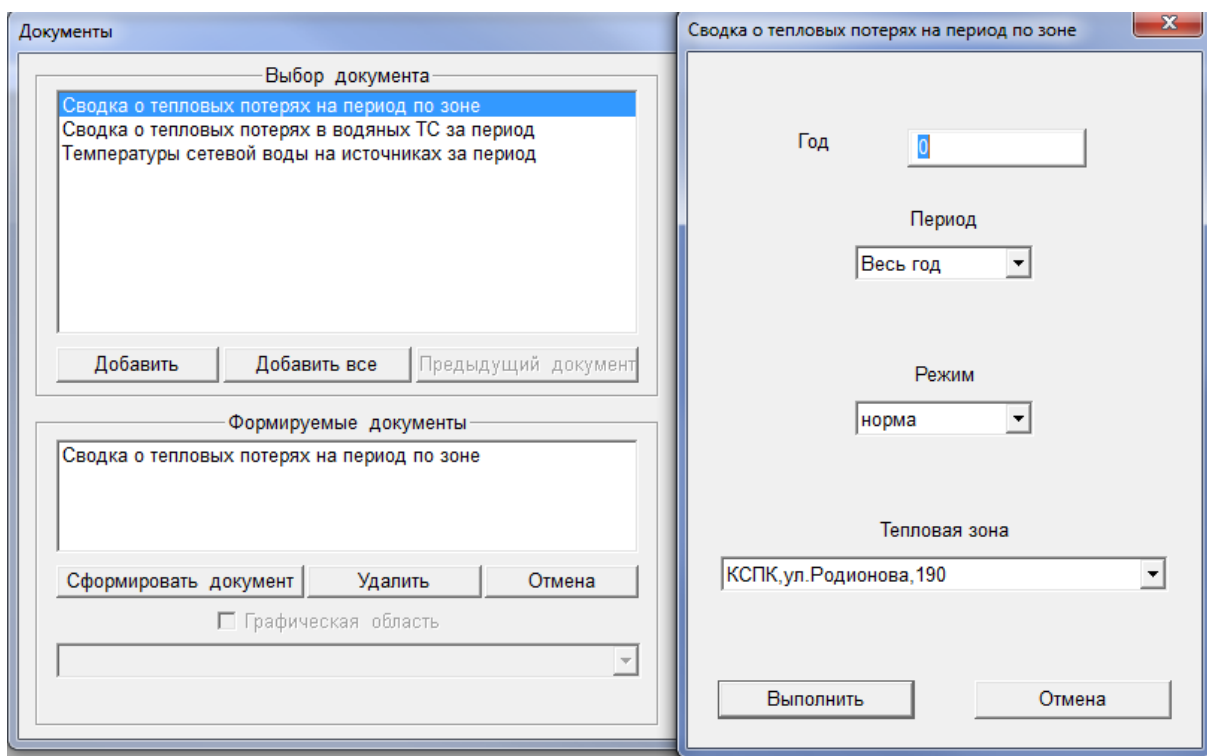 Документы
Выбор документа
Сводка о тепловых потерях на период по зоне
Сводка о тепловых потерях в водяных ТС за период
Температуры сетевой воды на источниках за период
Добавить
Добавить все
Предыдущий документ
Формируемые документы
Сводка о тепловых потерях на период по зоне
Сформировать документ
Удалить
Отмена
Графическая область
Сводка о тепловых потерях на период по зоне
Год
0
Период
Весь год
Режим
норма
Тепловая зона
КСПК,ул.Родионова,190
Выполнить
Отмена